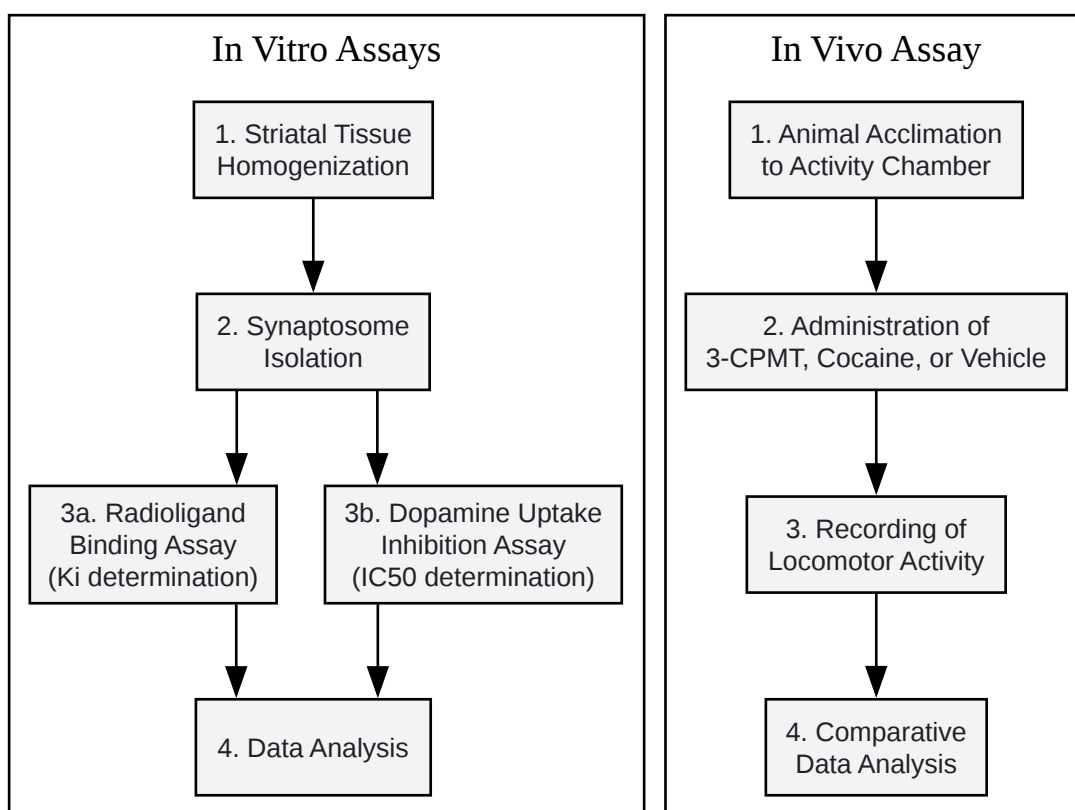 In Vitro Assays
1. Striatal Tissue
Homogenization
2. Synaptosome
Isolation
3a. Radioligand
Binding Assay
(Ki determination)
3b. Dopamine Uptake
Inhibition Assay
(IC50 determination)
4. Data Analysis
In Vivo Assay
1. Animal Acclimation
to Activity Chamber
2. Administration of
3-CPMT, Cocaine, or Vehicle
3. Recording of
Locomotor Activity
4. Comparative
Data Analysis